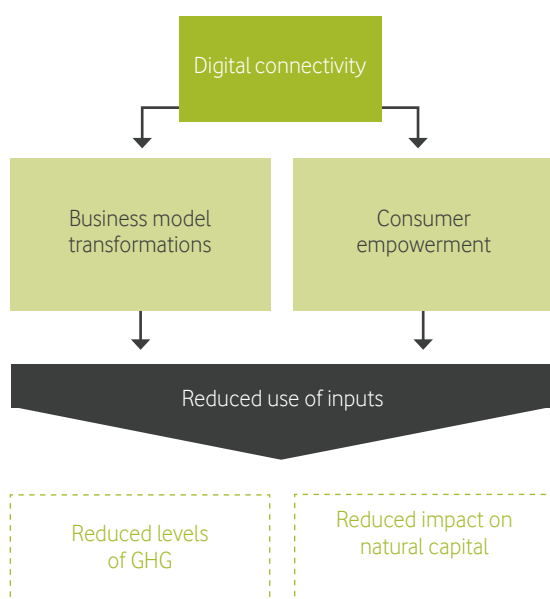 Digital connectivity
Business model
transformations
Consumer
empowerment
Reduced use of inputs
Reduced levels
of GHG
Reduced impact on
natural capital